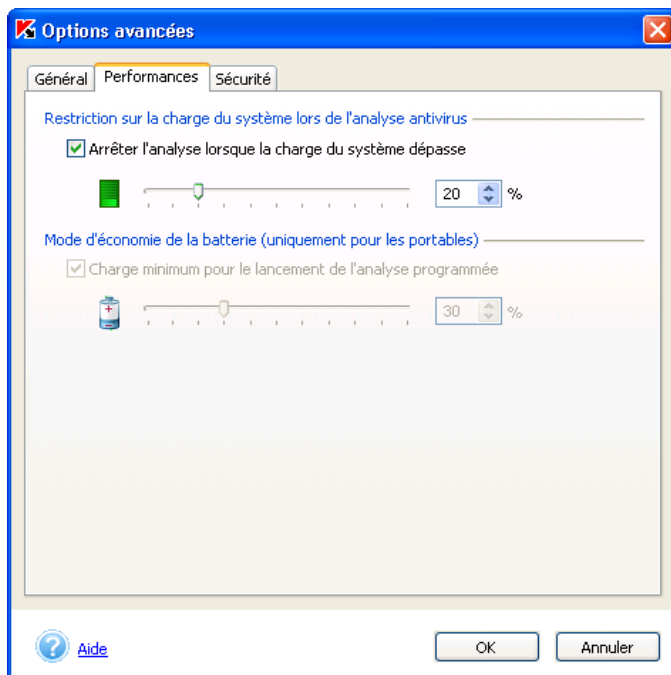 Options avancées
Général Performances Sécurité
Restriction sur la charge du système lors de l'analyse antivirus
Arrêter l'analyse lorsque la charge du système dépasse
20 %
Mode d'économie de la batterie (uniquement pour les portables)
Charge minimum pour le lancement de l'analyse programmée
30 %
Aide OK Annuler